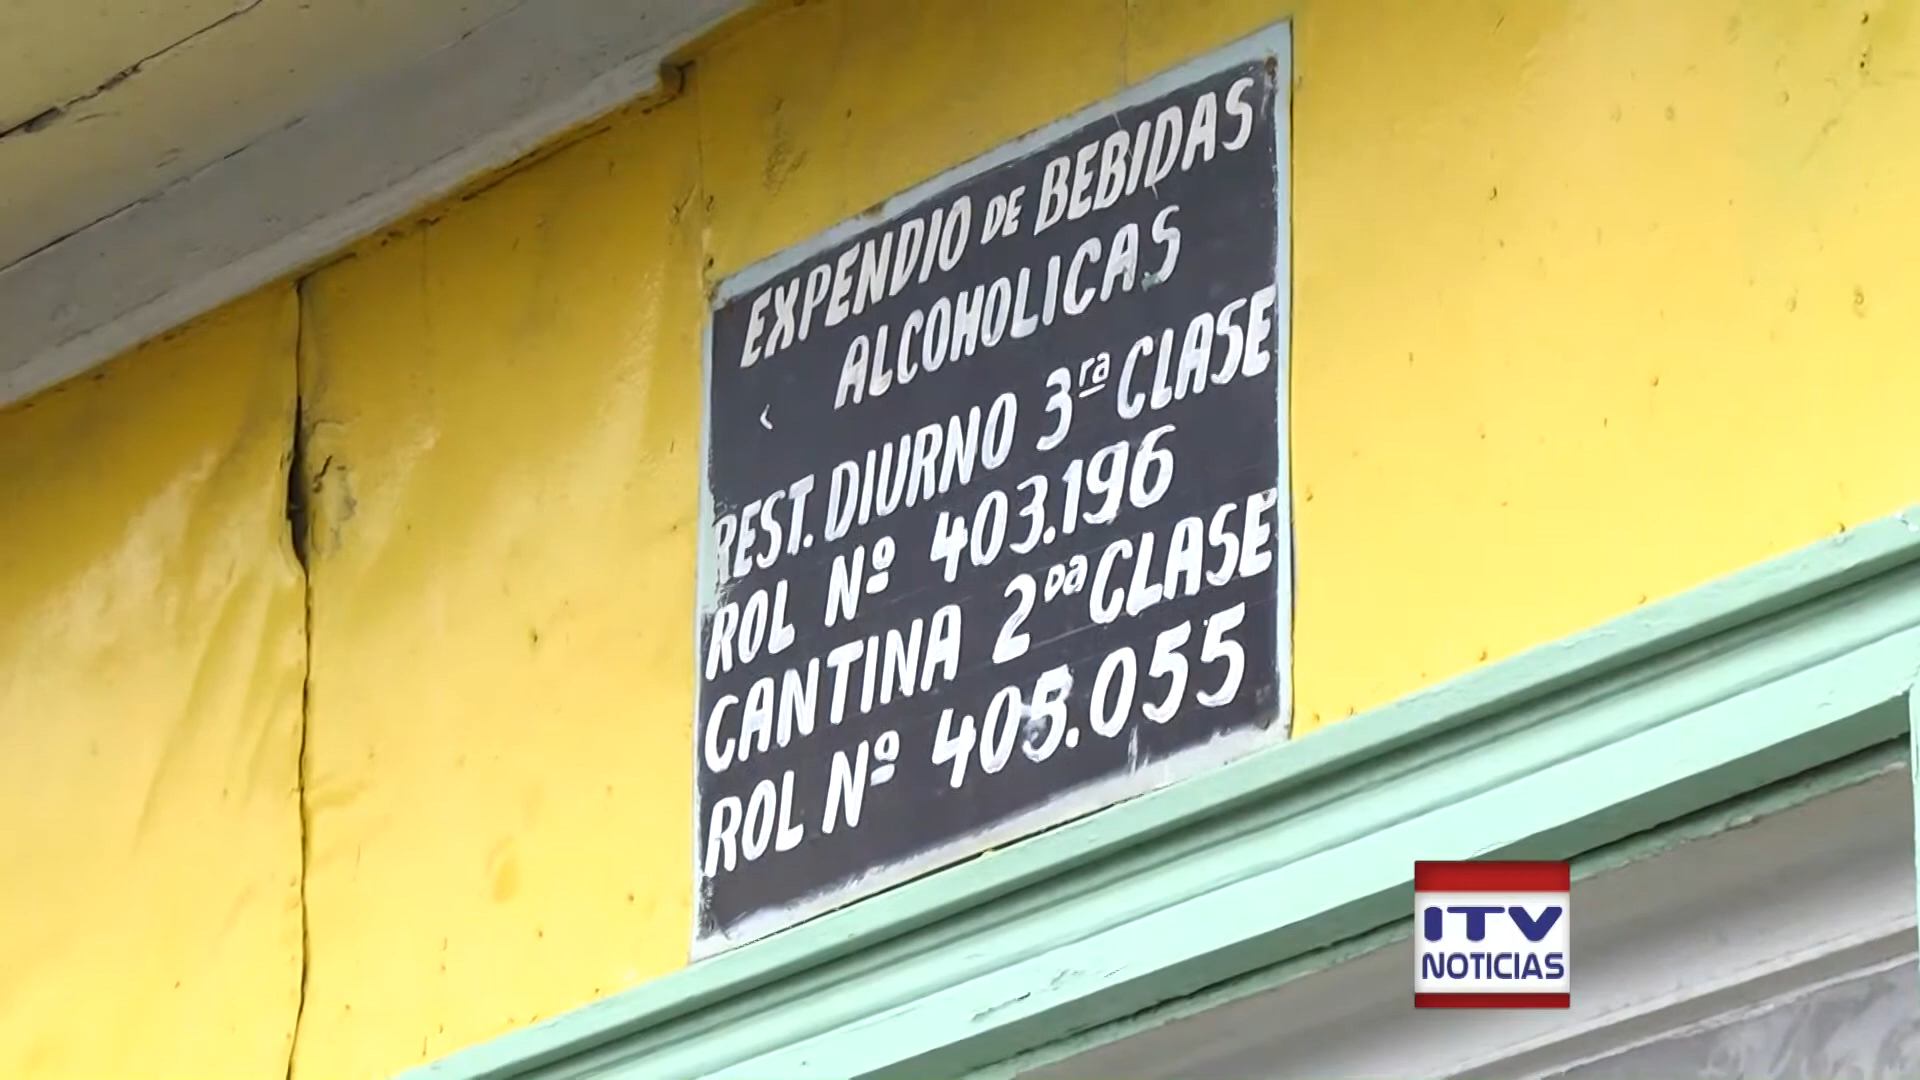 EXPENDIO DE BEBIDAS
ALCOHOLICAS
REST. DIURNO 3ra CLASE
ROL Nº 403.196
CANTINA 2da CLASE
ROL Nº 405.055
ITV
NOTICIAS